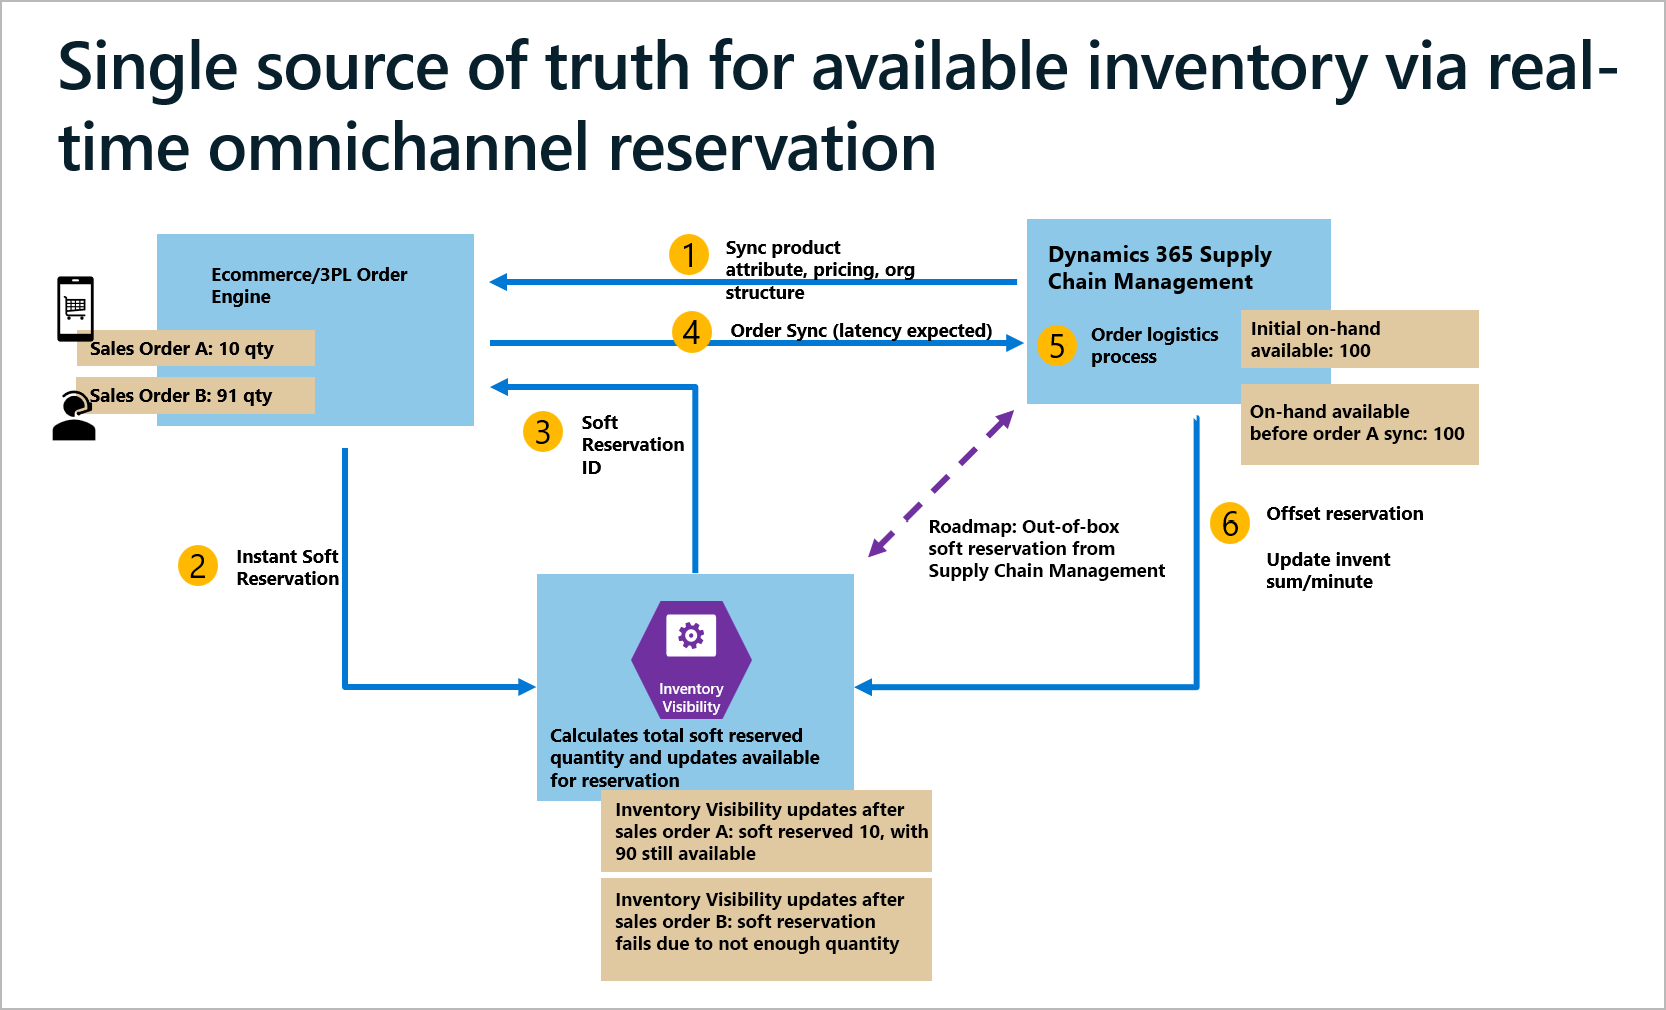 Single source of truth for available inventory via real-
time omnichannel reservation
Ecommerce/3PL Order
Engine
Sales Order A: 10 qty
Sales Order B: 91 qty
1
Sync product
attribute, pricing, org
structure
4
Order Sync (latency expected)
Dynamics 365 Supply
Chain Management
5
Order logistics
process
Initial on-hand
available: 100
On-hand available
before order A sync: 100
3
Soft
Reservation
ID
2
Instant Soft
Reservation
Roadmap: Out-of-box
soft reservation from
Supply Chain Management
6
Offset reservation
Update invent
sum/minute
Inventory
Visibility
Calculates total soft reserved
quantity and updates available
for reservation
Inventory Visibility updates after
sales order A: soft reserved 10, with
90 still available
Inventory Visibility updates after
sales order B: soft reservation
fails due to not enough quantity